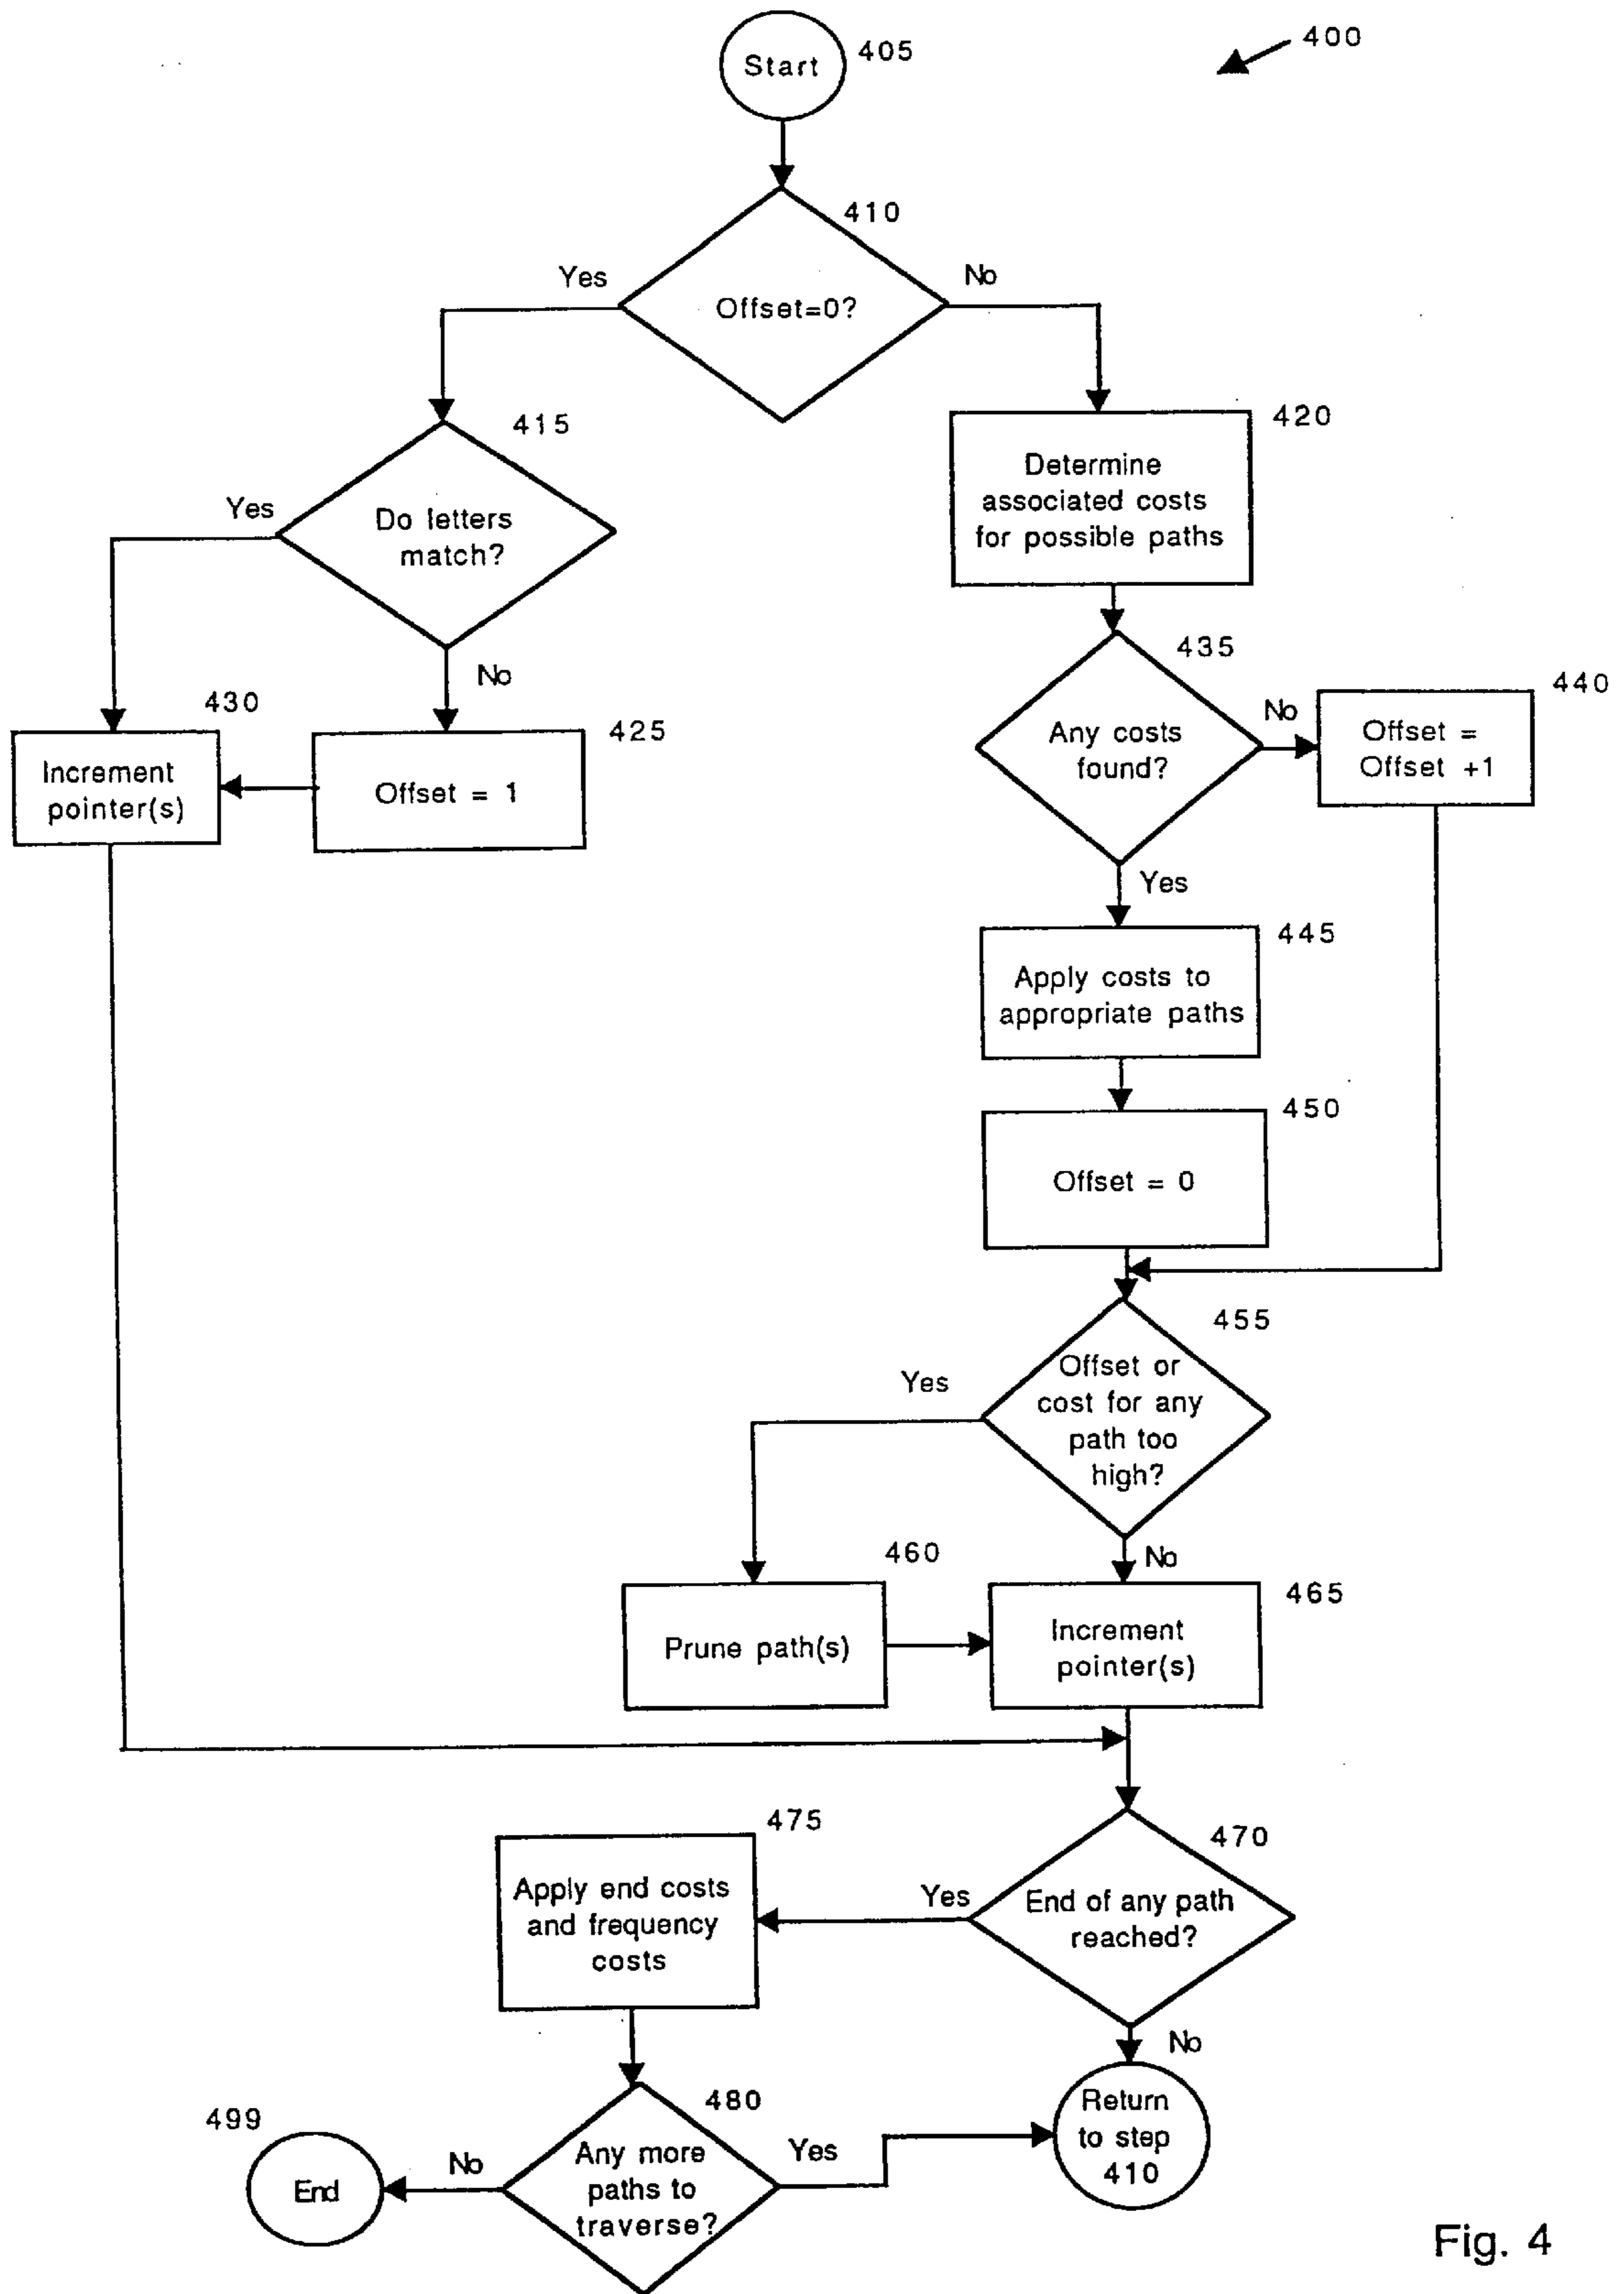 400
Start
405
410
Yes
No
Offset=0?
415
420
Determine
associated costs
for possible paths
Yes
Do letters
match?
No
435
430
425
440
Increment
pointer(s)
Offset = 1
Any costs
found?
No
Offset =
Offset +1
Yes
445
Apply costs to
appropriate paths
450
Offset = 0
455
Yes
Offset or
cost for any
path too
high?
No
460
465
Prune path(s)
Increment
pointer(s)
475
470
Apply end costs
and frequency
costs
Yes
End of any path
reached?
No
499
480
Return
to step
410
End
No
Any more
paths to
traverse?
Yes
Fig. 4